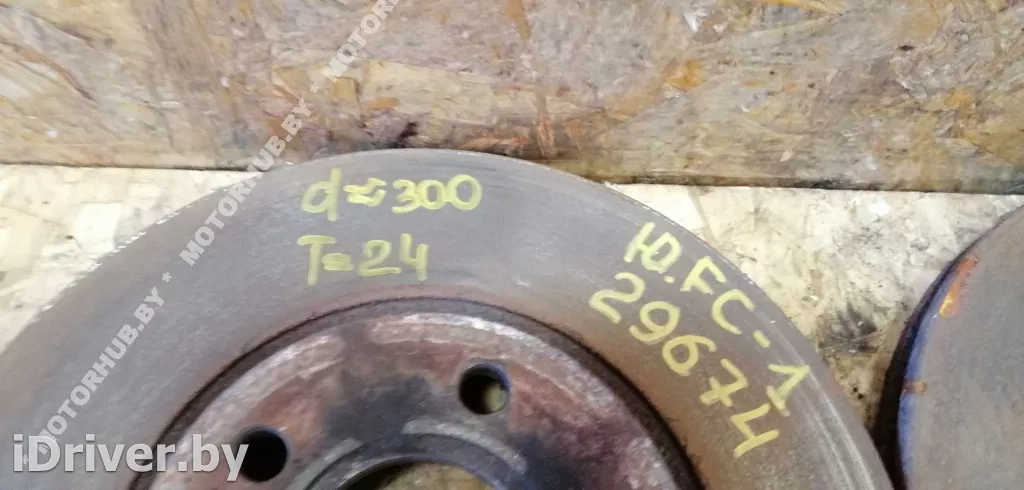 d≈300
T=24
Ю.FC-1
29674
* MOTORHUB.BY * MOTORHUB.BY * MOTORHUB.BY *
iDriver.by